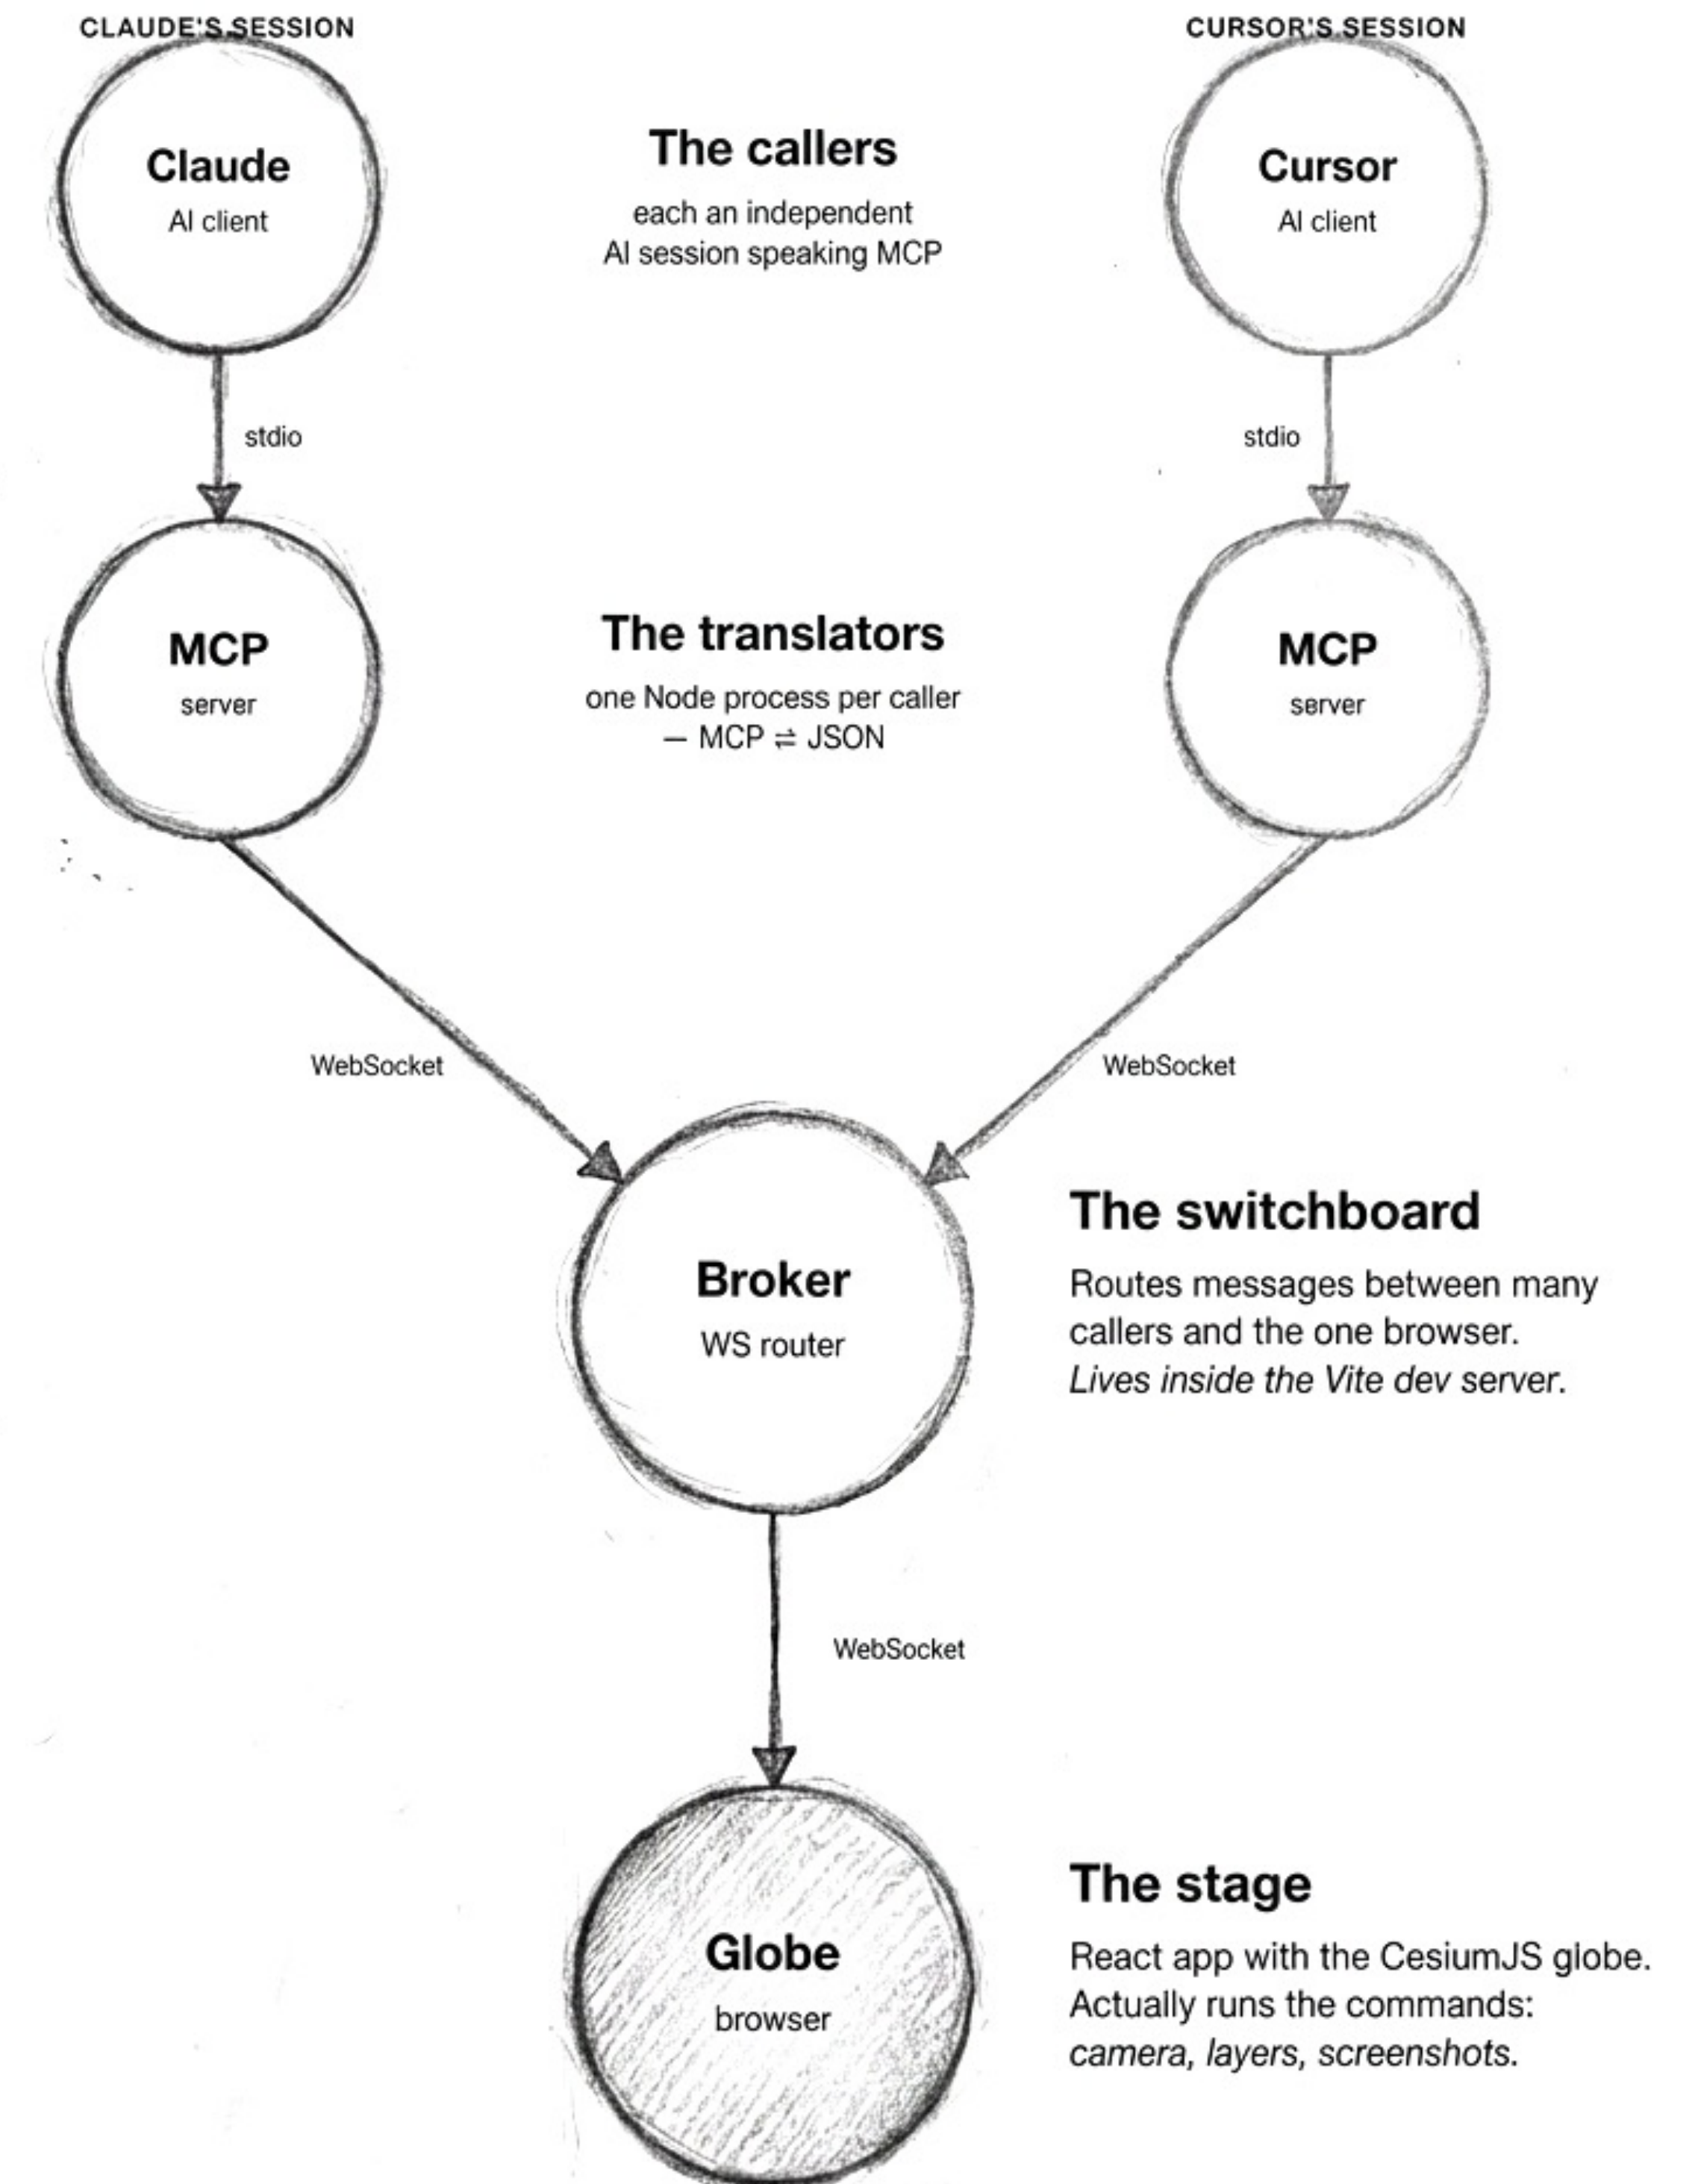 CLAUDE'S SESSION
CURSOR'S SESSION
Claude
AI client
The callers
each an independent
AI session speaking MCP
Cursor
AI client
stdio
stdio
MCP
server
The translators
one Node process per caller
— MCP ⇌ JSON
MCP
server
WebSocket
WebSocket
Broker
WS router
The switchboard
Routes messages between many
callers and the one browser.
Lives inside the Vite dev server.
WebSocket
Globe
browser
The stage
React app with the CesiumJS globe.
Actually runs the commands:
camera, layers, screenshots.